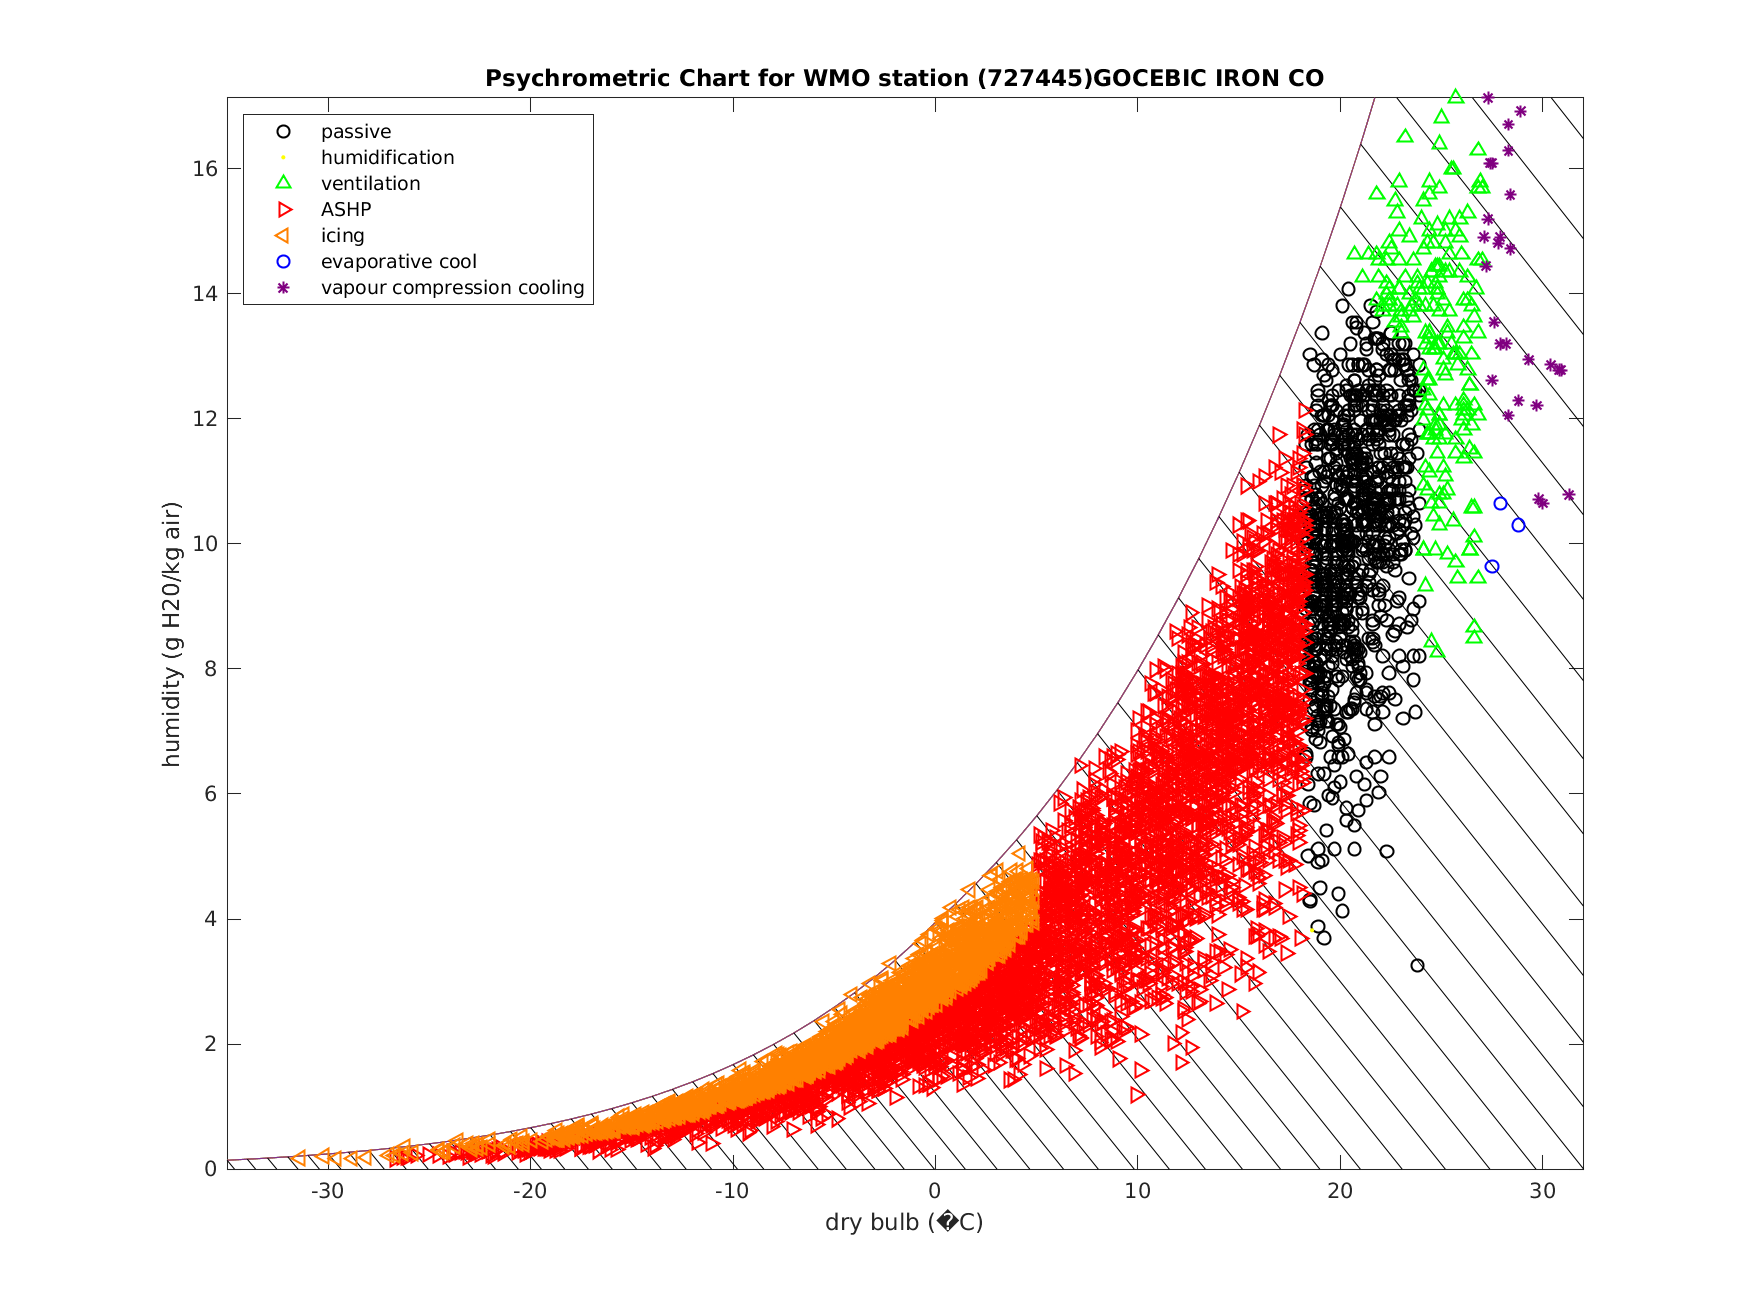 Psychrometric Chart for WMO station (727445)GOCEBIC IRON CO
passive
humidification
ventilation
ASHP
icing
evaporative cool
vapour compression cooling
humidity (g H20/kg air)
16
14
12
10
8
6
4
2
0
-30
-20
-10
0
10
20
30
dry bulb (�C)